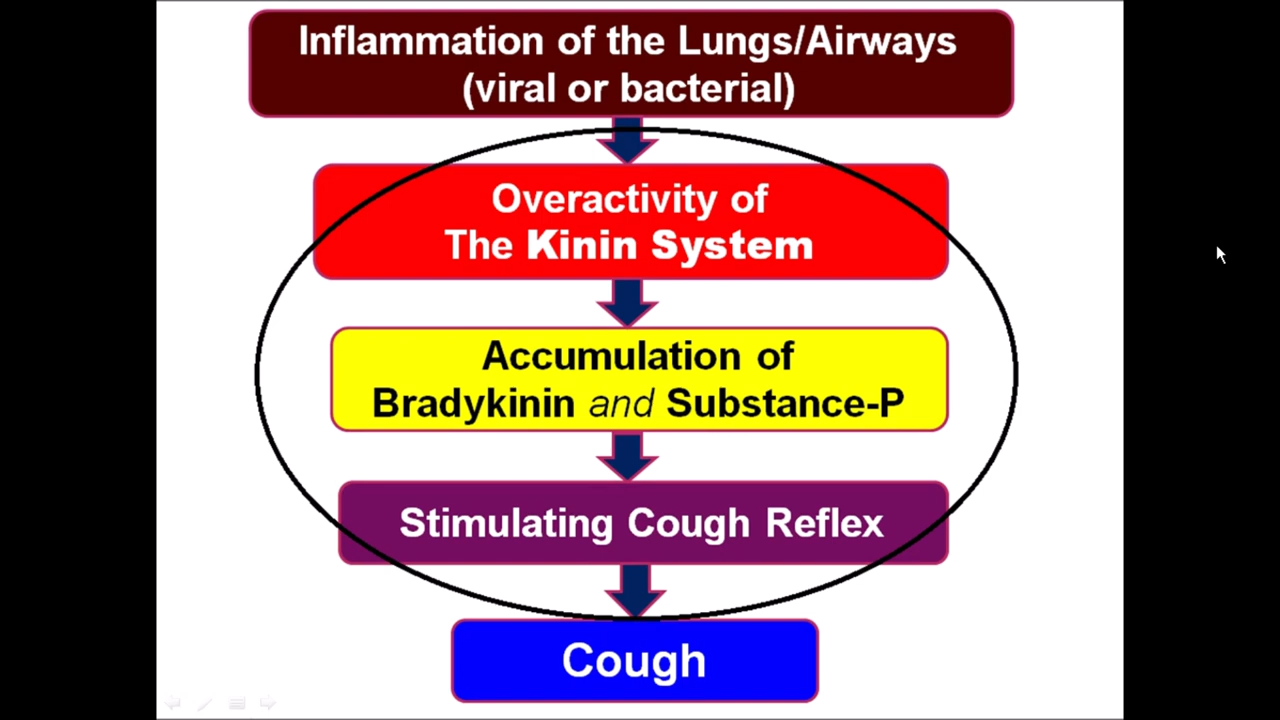 Inflammation of the Lungs/Airways
(viral or bacterial)
Overactivity of
The Kinin System
Accumulation of
Bradykinin and Substance-P
Stimulating Cough Reflex
Cough